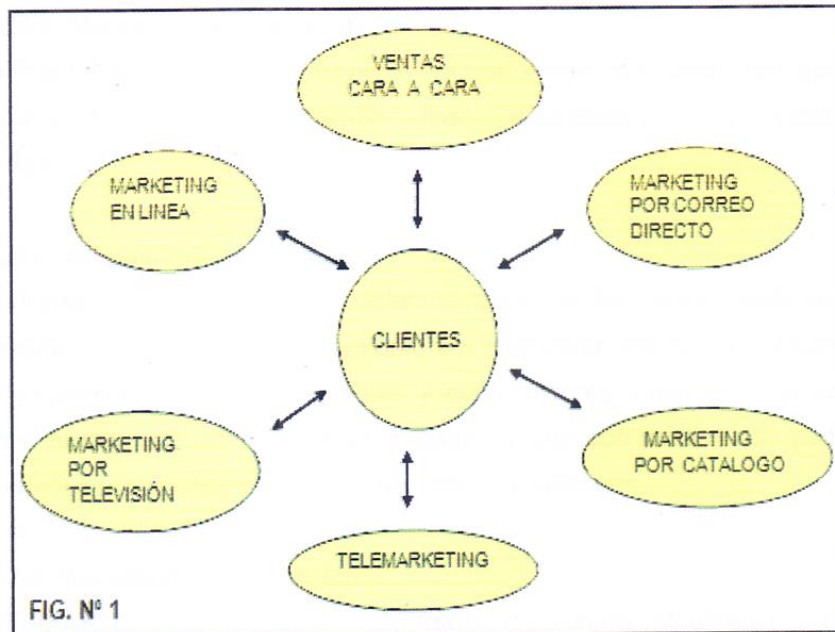 VENTAS
CARA A CARA
MARKETING
EN LINEA
MARKETING
POR CORREO
DIRECTO
CLIENTES
MARKETING
POR
TELEVISIÓN
MARKETING
POR CATALOGO
TELEMARKETING
FIG. Nº 1